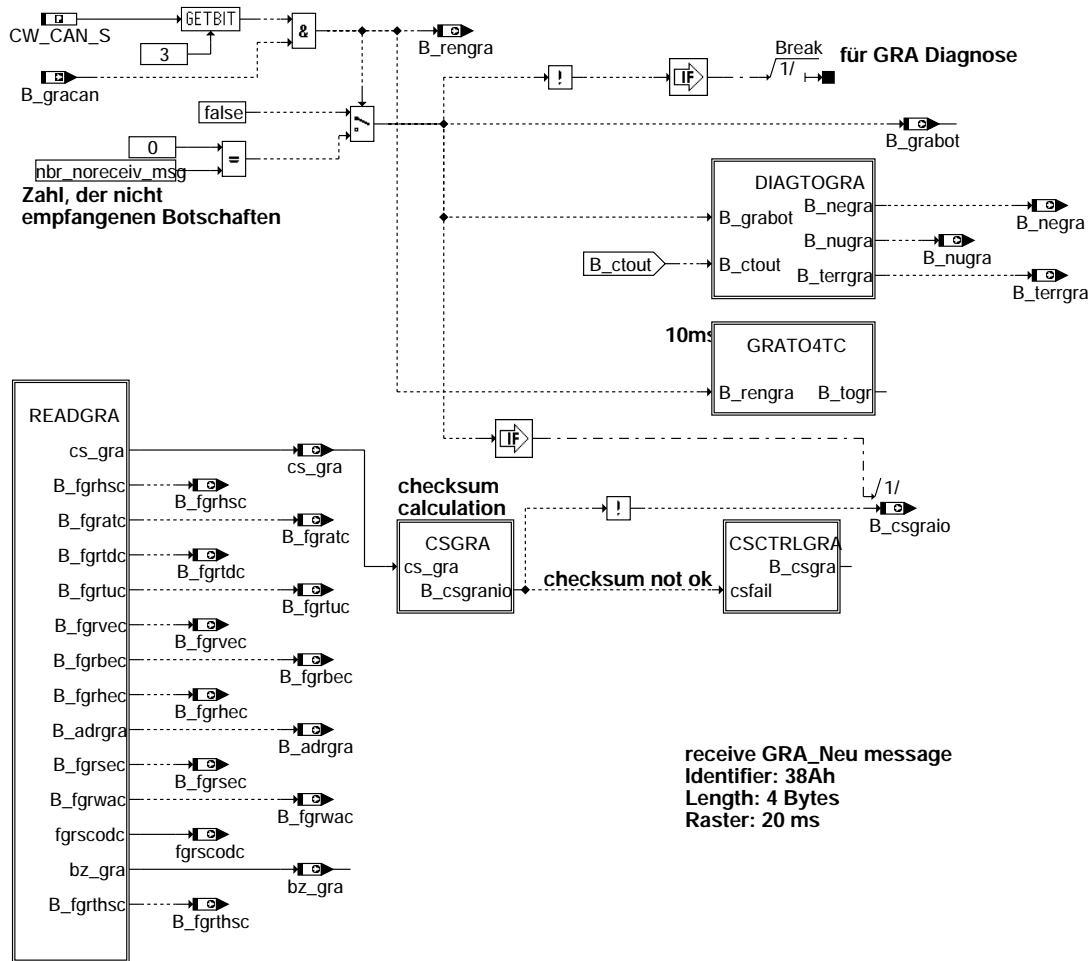 CW_CAN_S
GETBIT
3
&
B_rengra
B_gracan
Break
1/
für GRA Diagnose
!
IF
false
B_grabot
0
nbr_noreceiv_msg
=
Zahl, der nicht
empfangenen Botschaften
DIAGTOGRA
B_grabot
B_ctout
B_negra
B_nugra
B_terrgra
B_ctout
B_negra
B_nugra
B_terrgra
10ms
GRATO4TC
B_rengra
B_togr
READGRA
cs_gra
B_fgrhsc
B_fgratc
B_fgrtdc
B_fgrtuc
B_fgrvec
B_fgrbec
B_fgrhec
B_adrgra
B_fgrsec
B_fgrwac
fgrscodc
bz_gra
B_fgrthsc
cs_gra
B_fgrhsc
B_fgratc
B_fgrtdc
B_fgrtuc
B_fgrvec
B_fgrbec
B_fgrhec
B_adrgra
B_fgrsec
B_fgrwac
fgrscodc
bz_gra
B_fgrthsc
IF
/1/
B_csgraio
checksum
calculation
CSGRA
cs_gra
B_csgranio
!
checksum not ok
CSCTRLGRA
B_csgra
csfail
receive GRA_Neu message
Identifier: 38Ah
Length: 4 Bytes
Raster: 20 ms